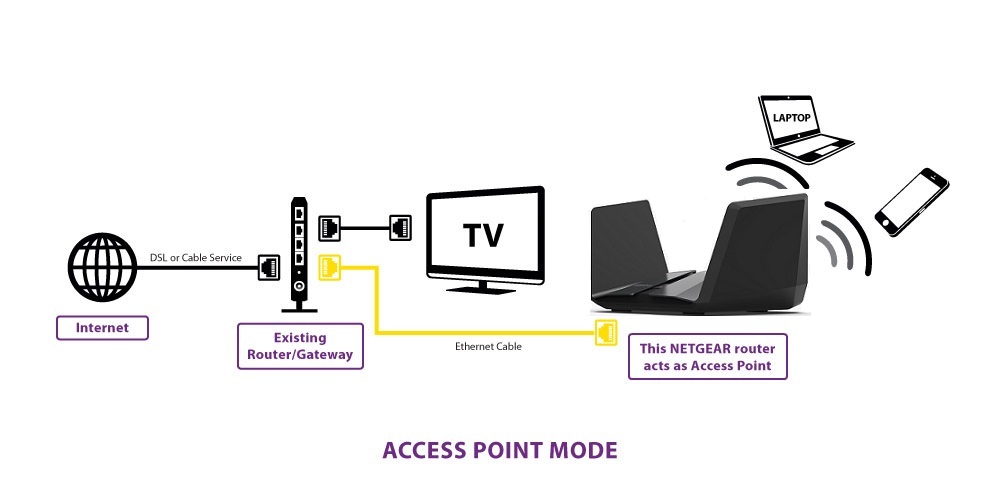 LAPTOP
TV
DSL or Cable Service
Internet
Existing
Router/Gateway
Ethernet Cable
This NETGEAR router
acts as Access Point
ACCESS POINT MODE